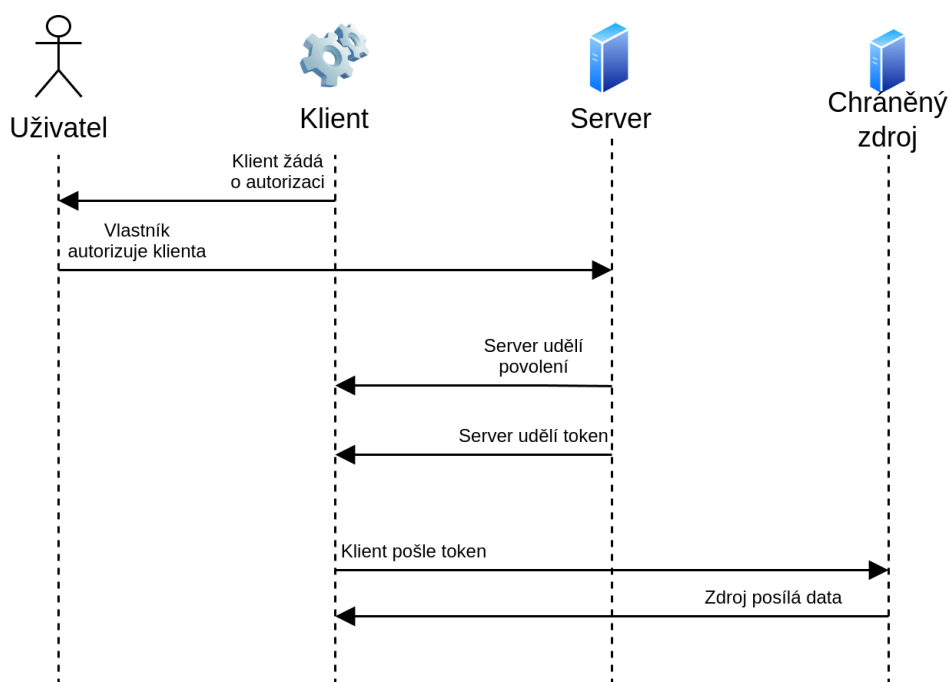 Uživatel
Klient
Server
Chráněný
zdroj
Klient žádá
o autorizaci
Vlastník
autorizuje klienta
Server udělí
povolení
Server udělí token
Klient pošle token
Zdroj posílá data